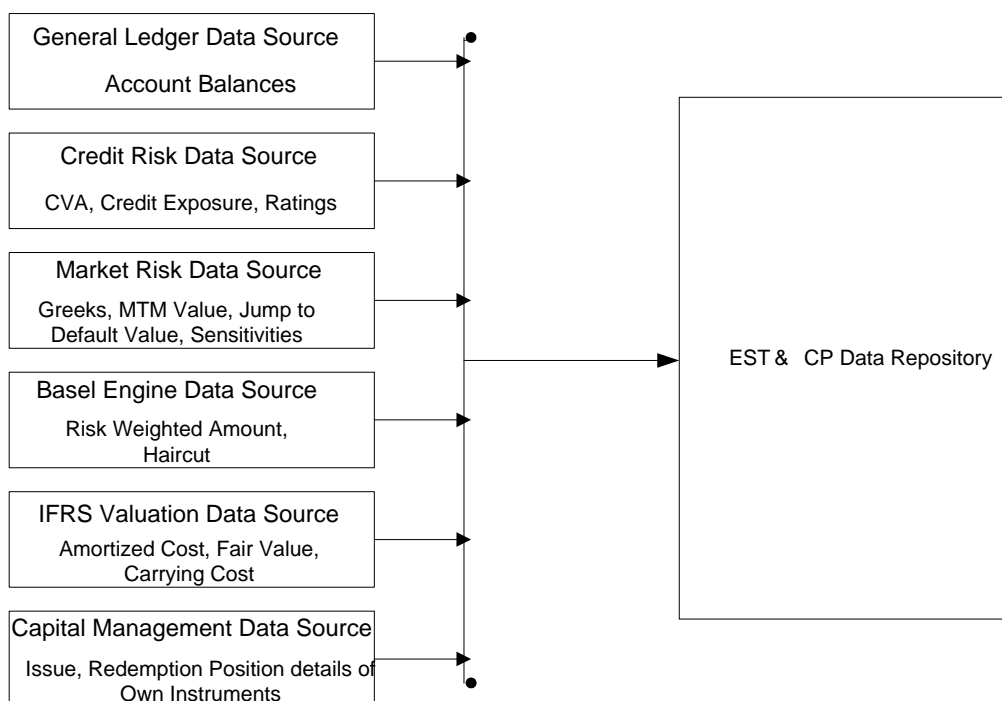 General Ledger Data Source
Account Balances
Credit Risk Data Source
CVA, Credit Exposure, Ratings
Market Risk Data Source
Greeks, MTM Value, Jump to
Default Value, Sensitivities
Basel Engine Data Source
Risk Weighted Amount,
Haircut
IFRS Valuation Data Source
Amortized Cost, Fair Value,
Carrying Cost
Capital Management Data Source
Issue, Redemption Position details of
Own Instruments
EST & CP Data Repository